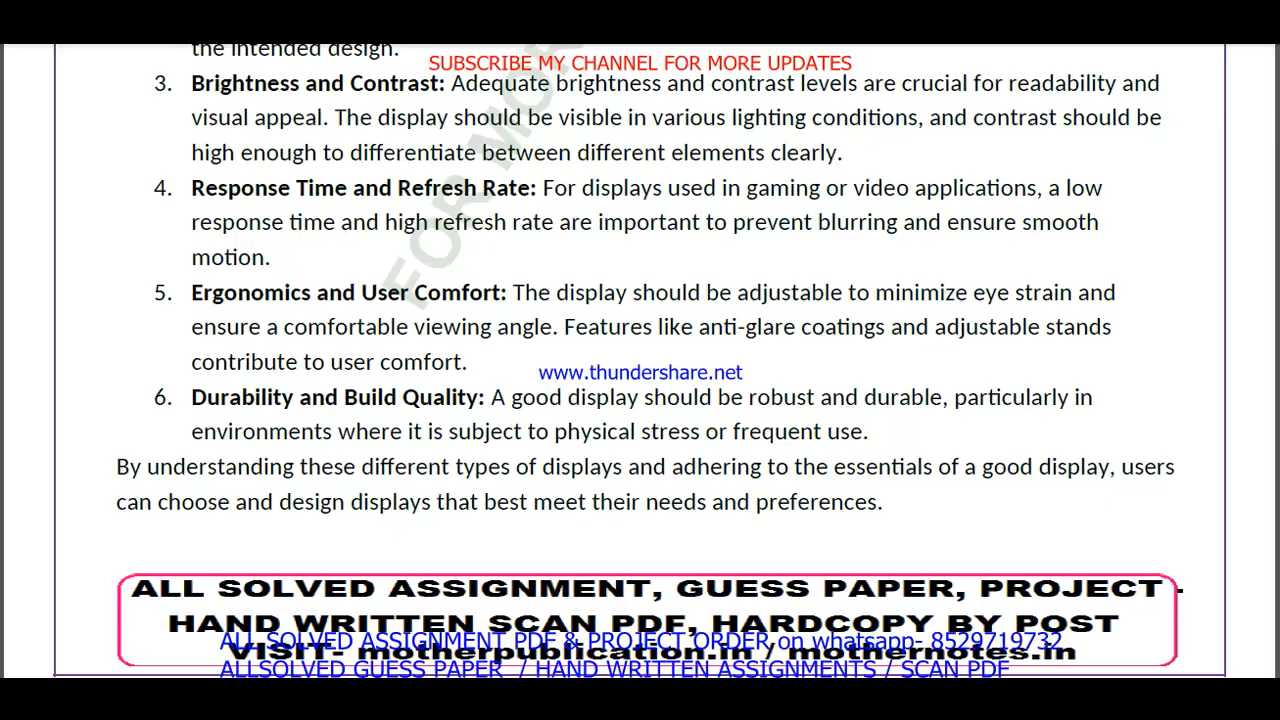 the intended design.
SUBSCRIBE MY CHANNEL FOR MORE UPDATES
3. Brightness and Contrast: Adequate brightness and contrast levels are crucial for readability and
visual appeal. The display should be visible in various lighting conditions, and contrast should be
high enough to differentiate between different elements clearly.
4. Response Time and Refresh Rate: For displays used in gaming or video applications, a low
response time and high refresh rate are important to prevent blurring and ensure smooth
motion.
5. Ergonomics and User Comfort: The display should be adjustable to minimize eye strain and
ensure a comfortable viewing angle. Features like anti-glare coatings and adjustable stands
contribute to user comfort.
www.thundershare.net
6. Durability and Build Quality: A good display should be robust and durable, particularly in
environments where it is subject to physical stress or frequent use.
By understanding these different types of displays and adhering to the essentials of a good display, users
can choose and design displays that best meet their needs and preferences.
FOR MOR
ALL SOLVED ASSIGNMENT, GUESS PAPER, PROJECT -
HAND WRITTEN SCAN PDF, HARDCOPY BY POST
ALL SOLVED ASSIGNMENT PDF & PROJECT ORDER on whatsapp- 8529719732
VISIT- motherpublication.in / mothernotes.in
ALLSOLVED GUESS PAPER / HAND WRITTEN ASSIGNMENTS / SCAN PDF